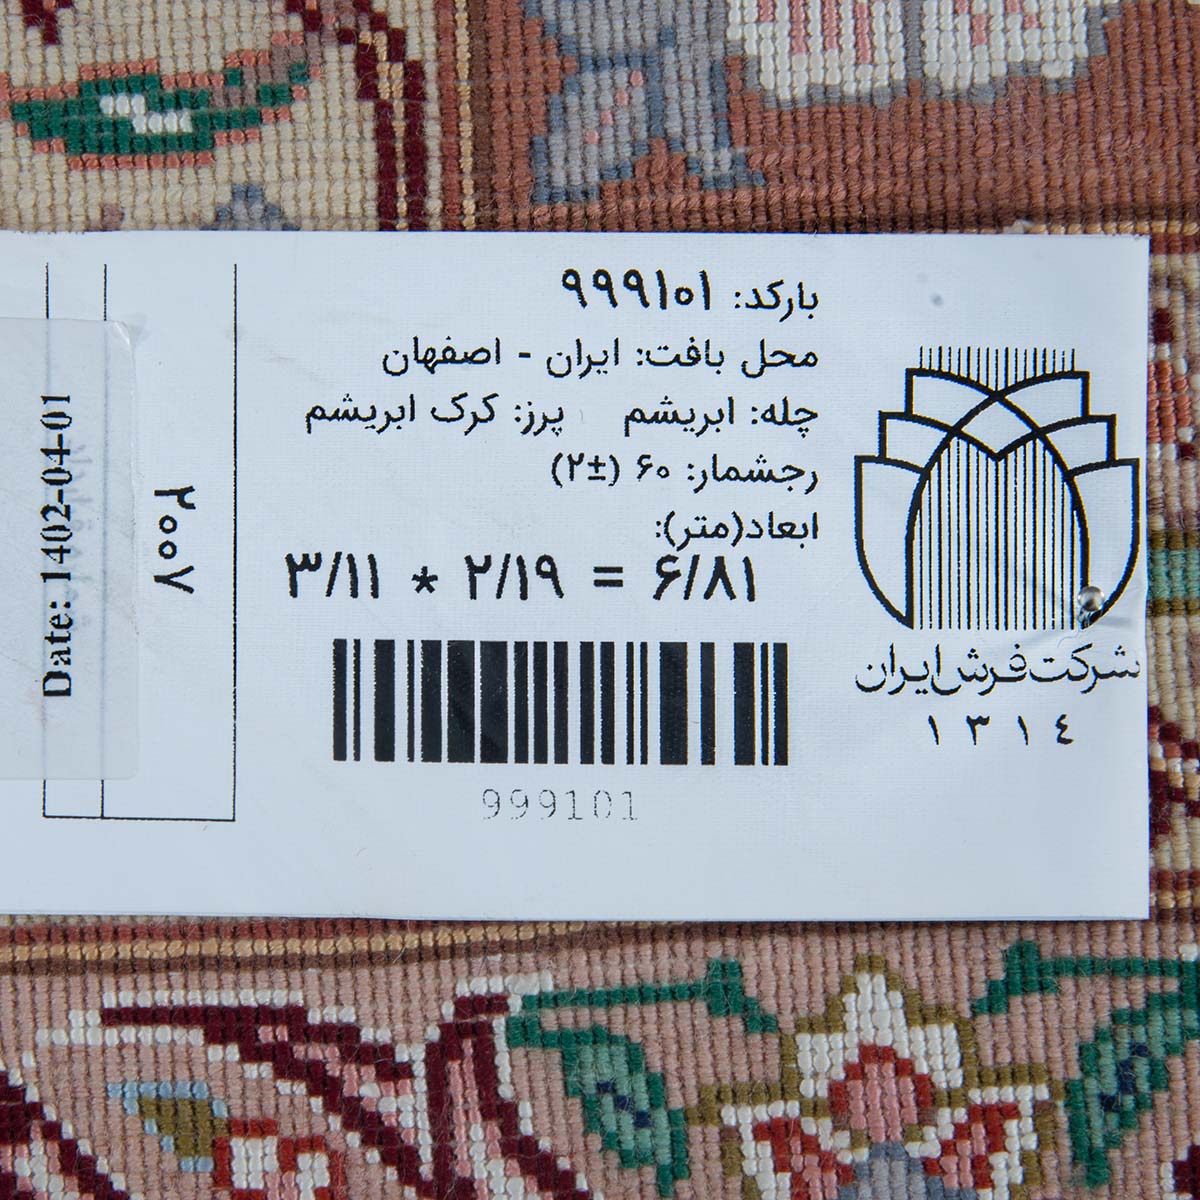 بارکد: ۹۹۹۱۰۱
محل بافت: ایران - اصفهان
چله: ابریشم    پرز: کرک ابریشم
رجشمار: ۶۰ (±۲)
ابعاد(متر):
۳/۱۱ * ۲/۱۹ = ۶/۸۱
999101
شرکت فرش ایران
۱۳۱٤
۲۰۰۷
Date: 1402-04-01